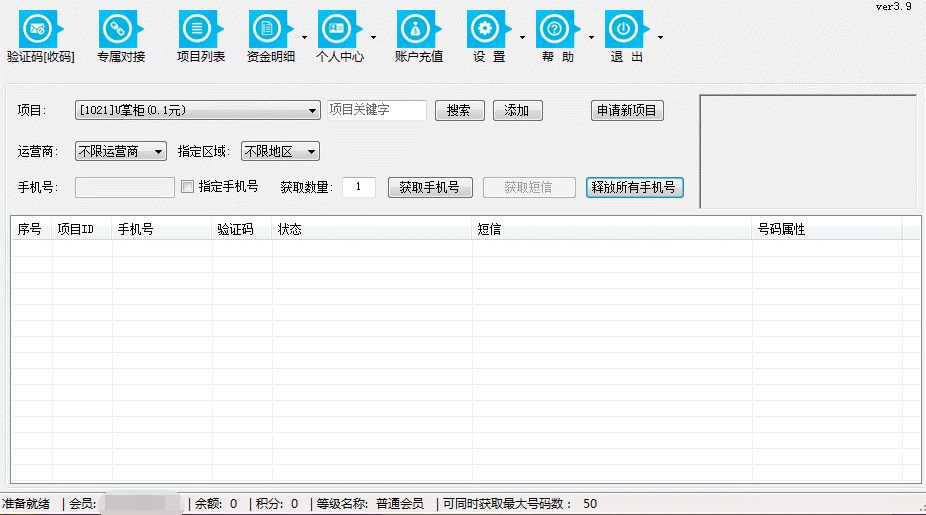 ver3.9
验证码[收码] 专属对接 项目列表 资金明细 个人中心 账户充值 设 置 帮 助 退 出
项目: [1021]U掌柜(0.1元) 项目关键字 搜索 添加 申请新项目
运营商: 不限运营商 指定区域: 不限地区
手机号: 指定手机号 获取数量: 1 获取手机号 获取短信 释放所有手机号
序号 项目ID 手机号 验证码 状态 短信 号码属性
准备就绪 |会员: |余额: 0 |积分: 0 |等级名称: 普通会员 |可同时获取最大号码数: 50